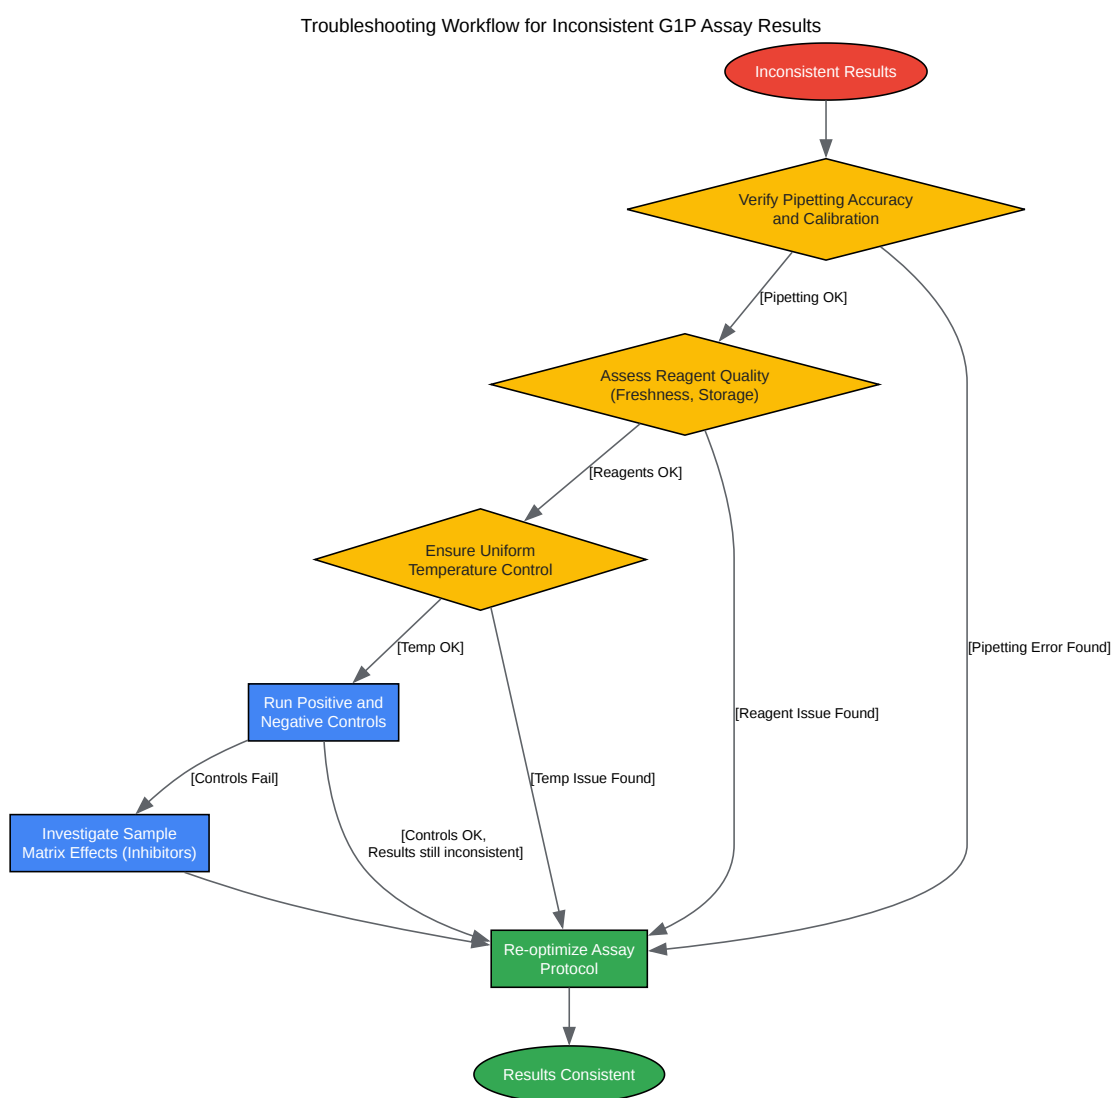 Troubleshooting Workflow for Inconsistent G1P Assay Results
Inconsistent Results
Verify Pipetting Accuracy
and Calibration
[Pipetting OK]
Assess Reagent Quality
(Freshness, Storage)
[Reagents OK]
Ensure Uniform
Temperature Control
[Temp OK]
[Pipetting Error Found]
Run Positive and
Negative Controls
[Reagent Issue Found]
[Controls Fail]
[Temp Issue Found]
Investigate Sample
Matrix Effects (Inhibitors)
[Controls OK,
Results still inconsistent]
Re-optimize Assay
Protocol
Results Consistent